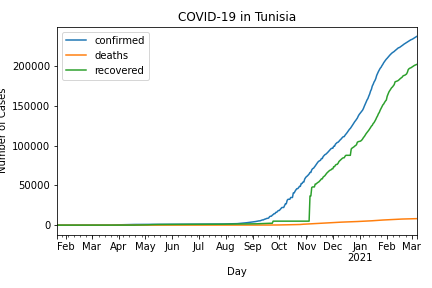 COVID-19 in Tunisia
confirmed
deaths
recovered
Number of Cases
200000
150000
100000
50000
0
Feb Mar Apr May Jun Jul Aug Sep Oct Nov Dec Jan Feb Mar
2021
Day